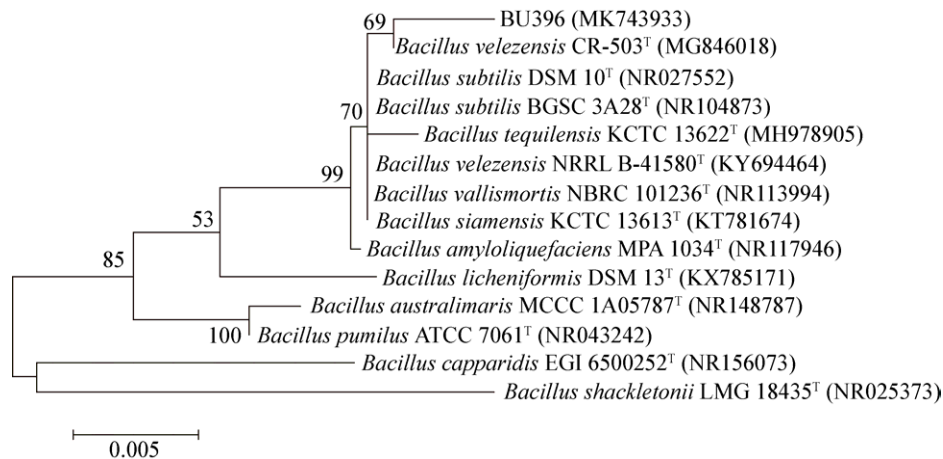 69
BU396 (MK743933)
Bacillus velezensis CR-503ᵀ (MG846018)
Bacillus subtilis DSM 10ᵀ (NR027552)
Bacillus subtilis BGSC 3A28ᵀ (NR104873)
70
Bacillus tequilensis KCTC 13622ᵀ (MH978905)
Bacillus velezensis NRRL B-41580ᵀ (KY694464)
99
Bacillus vallismortis NBRC 101236ᵀ (NR113994)
Bacillus siamensis KCTC 13613ᵀ (KT781674)
53
Bacillus amyloliquefaciens MPA 1034ᵀ (NR117946)
85
Bacillus licheniformis DSM 13ᵀ (KX785171)
Bacillus australimaris MCCC 1A05787ᵀ (NR148787)
100
Bacillus pumilus ATCC 7061ᵀ (NR043242)
Bacillus capparidis EGI 6500252ᵀ (NR156073)
Bacillus shackletonii LMG 18435ᵀ (NR025373)
0.005